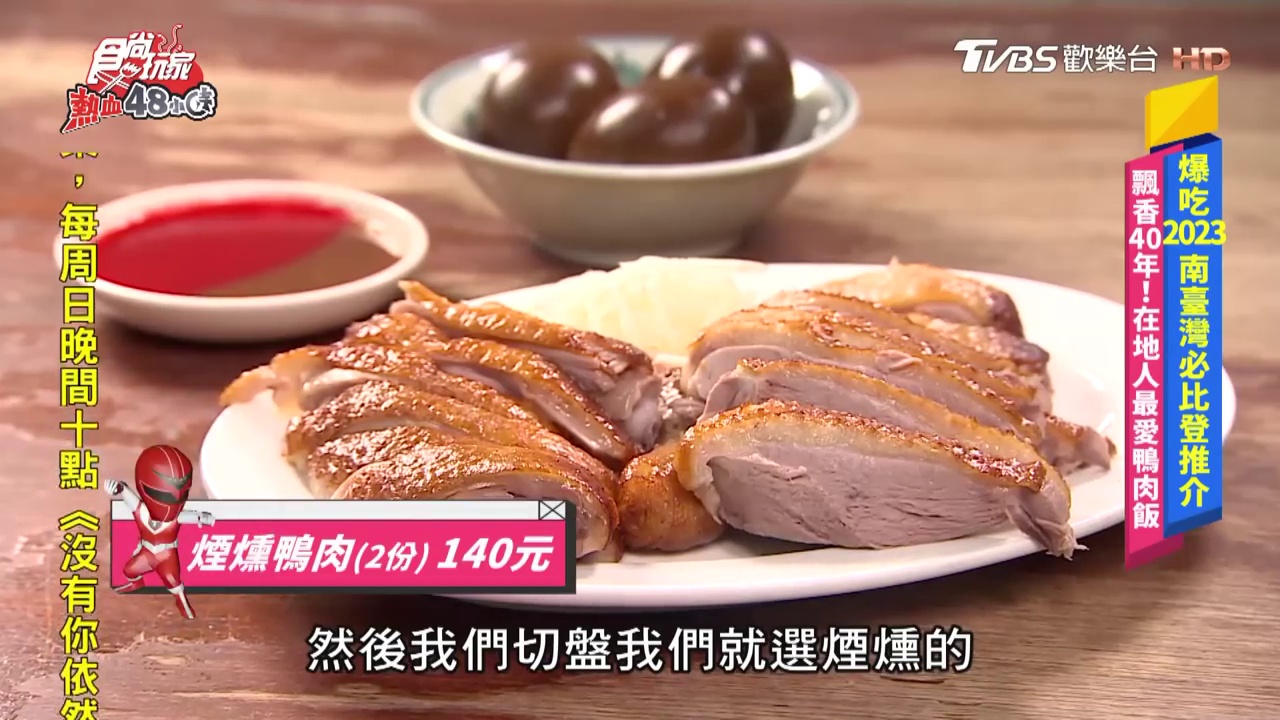 食尚玩家
熱血48小時
TVBS歡樂台 HD
爆吃2023南臺灣必比登推介
飄香40年!在地人最愛鴨肉飯
,每周日晚間十點《沒有你依然
煙燻鴨肉(2份) 140元
然後我們切盤我們就選煙燻的